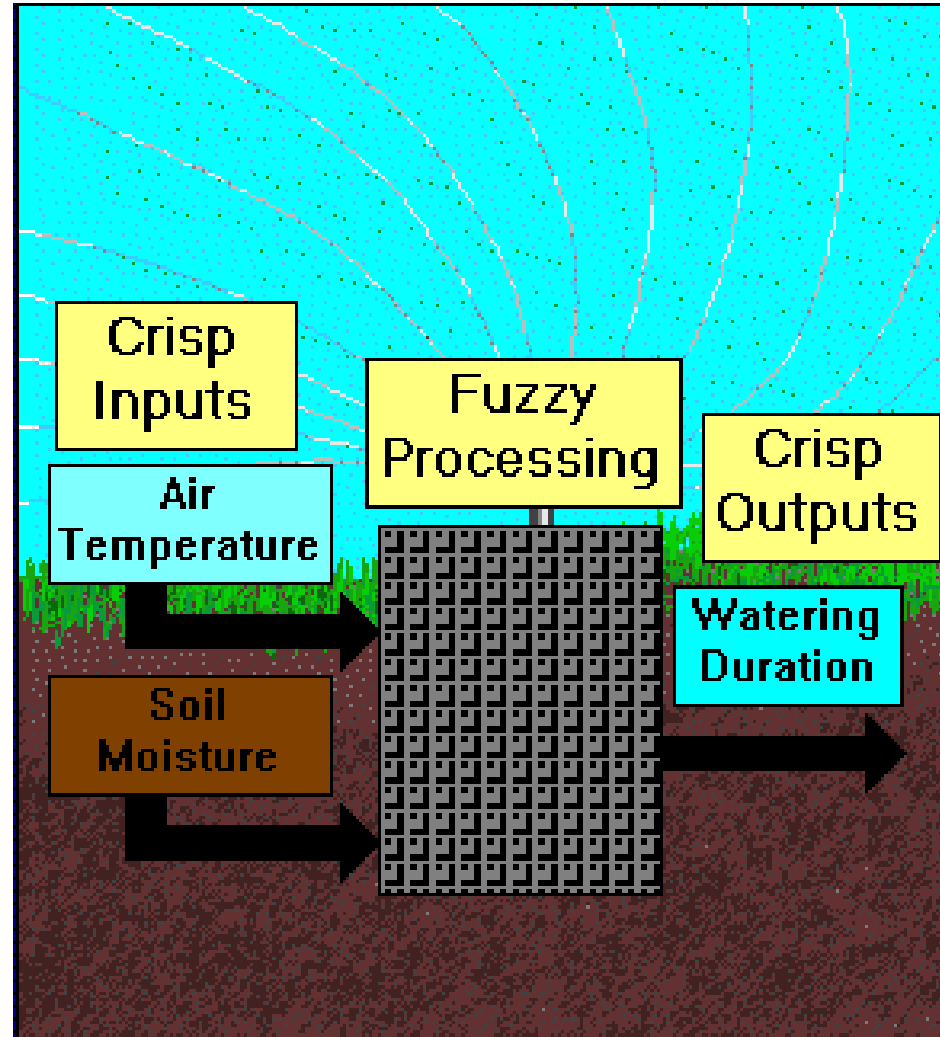 Crisp
Inputs
Air
Temperature
Soil
Moisture
Fuzzy
Processing
Crisp
Outputs
Watering
Duration